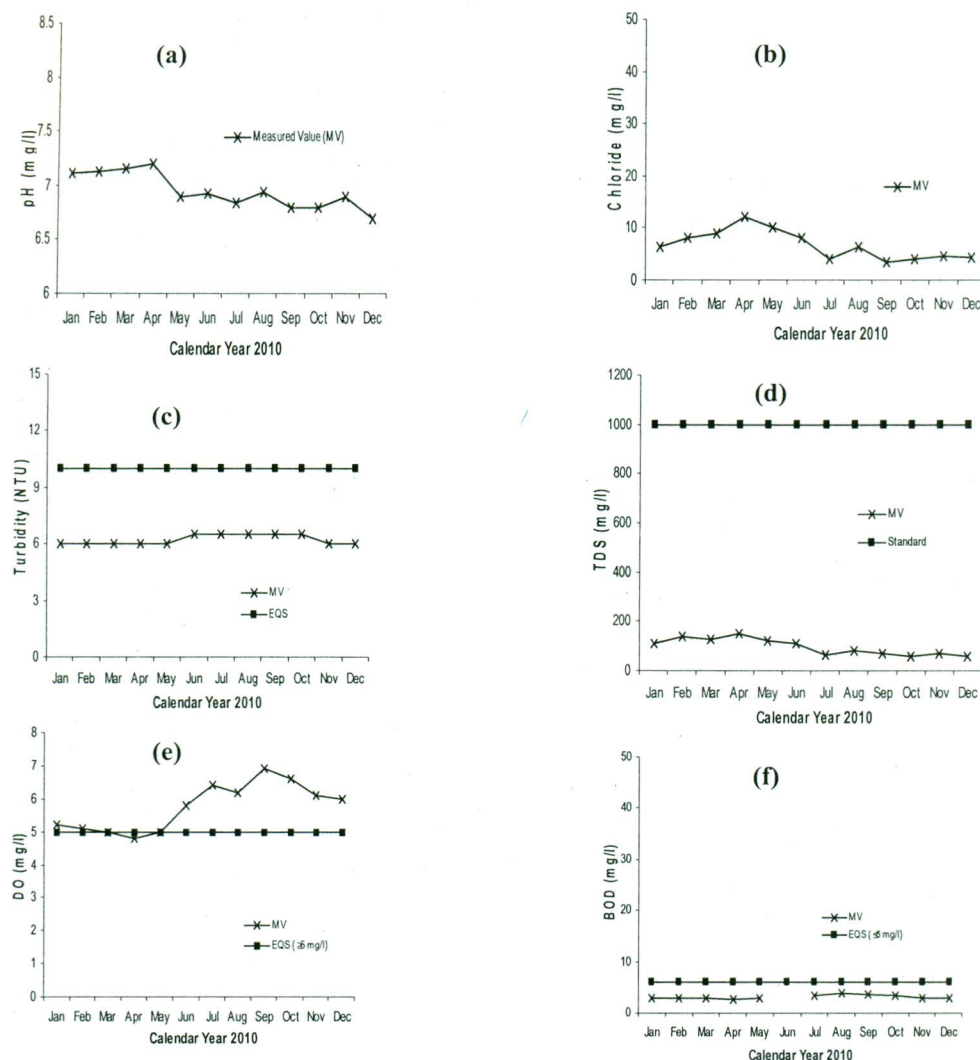 (a)
8.5
8
7.5
7
6.5
6
pH (mg/l)
Measured Value (MV)
Jan Feb Mar Apr May Jun Jul Aug Sep Oct Nov Dec
Calendar Year 2010
(b)
50
40
30
20
10
0
Chloride (mg/l)
MV
Jan Feb Mar Apr May Jun Jul Aug Sep Oct Nov Dec
Calendar Year 2010
(c)
15
12
9
6
3
0
Turbidity (NTU)
MV
EQS
Jan Feb Mar Apr May Jun Jul Aug Sep Oct Nov Dec
Calendar Year 2010
(d)
1200
1000
800
600
400
200
0
TDS (mg/l)
MV
Standard
Jan Feb Mar Apr May Jun Jul Aug Sep Oct Nov Dec
Calendar Year 2010
(e)
8
7
6
5
4
3
2
1
0
DO (mg/l)
MV
EQS (≥5 mg/l)
Jan Feb Mar Apr May Jun Jul Aug Sep Oct Nov Dec
Calendar Year 2010
(f)
50
40
30
20
10
0
BOD (mg/l)
MV
EQS (≤6 mg/l)
Jan Feb Mar Apr May Jun Jul Aug Sep Oct Nov Dec
Calendar Year 2010